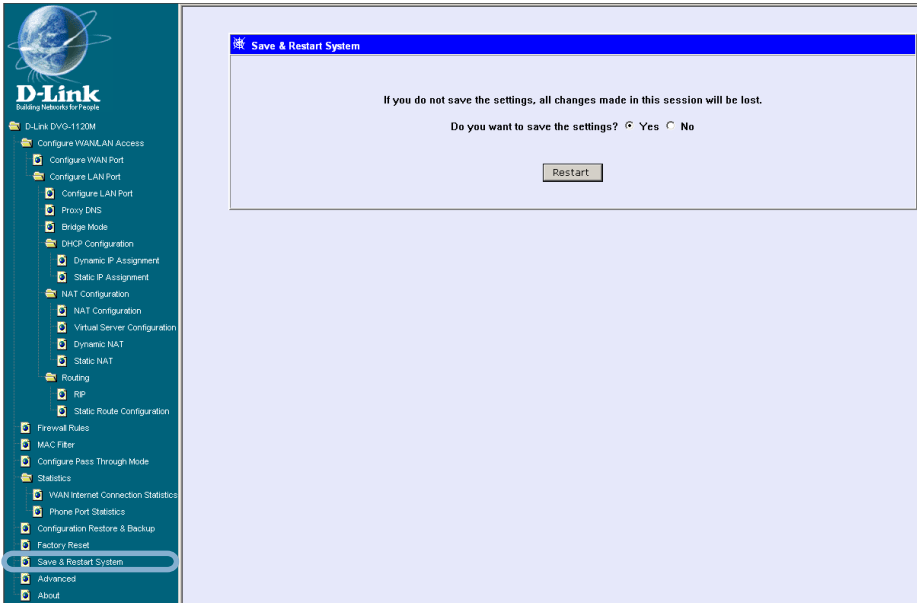 D-Link
Building Networks for People
D-Link DVG-1120M
Configure WAN/LAN Access
Configure WAN Port
Configure LAN Port
Configure LAN Port
Proxy DNS
Bridge Mode
DHCP Configuration
Dynamic IP Assignment
Static IP Assignment
NAT Configuration
NAT Configuration
Virtual Server Configuration
Dynamic NAT
Static NAT
Routing
RIP
Static Route Configuration
Firewall Rules
MAC Filter
Configure Pass Through Mode
Statistics
WAN Internet Connection Statistics
Phone Port Statistics
Configuration Restore & Backup
Factory Reset
Save & Restart System
Advanced
About
Save & Restart System
If you do not save the settings, all changes made in this session will be lost.
Do you want to save the settings? Yes No
Restart